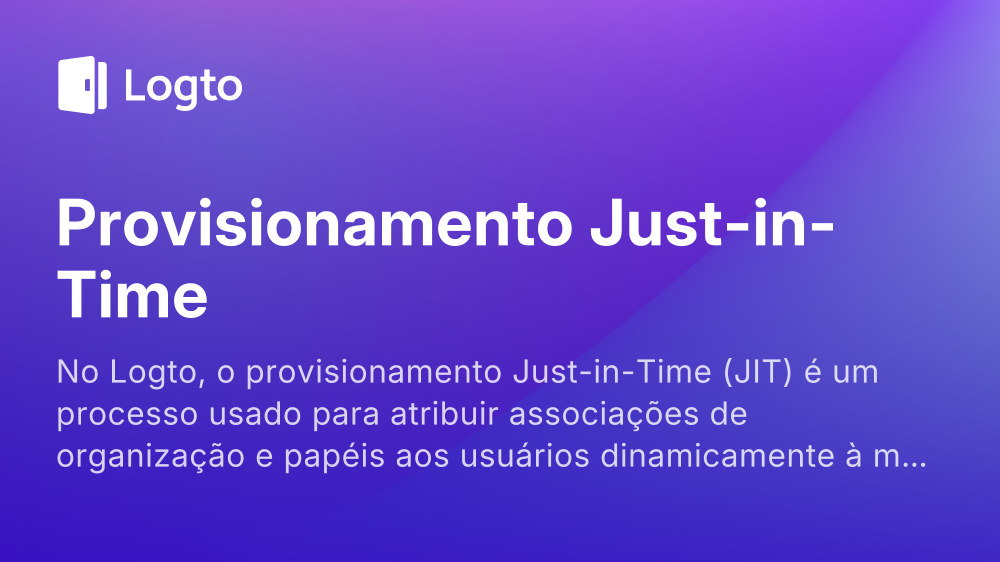 Logto
Provisionamento Just-in-
Time
No Logto, o provisionamento Just-in-Time (JIT) é um
processo usado para atribuir associações de
organização e papéis aos usuários dinamicamente à m...